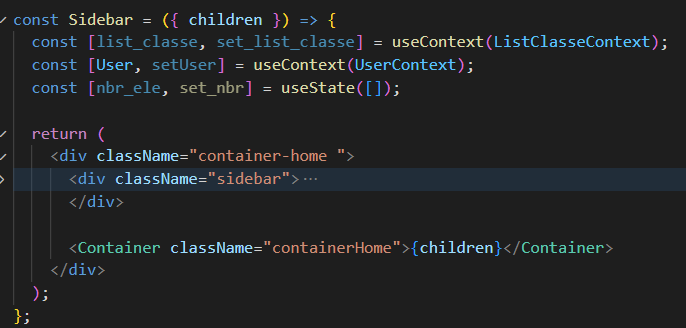 const Sidebar = ({ children }) => {
  const [list_classe, set_list_classe] = useContext(ListClasseContext);
  const [User, setUser] = useContext(UserContext);
  const [nbr_ele, set_nbr] = useState([]);

  return (
    <div className="container-home ">
      <div className="sidebar">⋯
      </div>

      <Container className="containerHome">{children}</Container>
    </div>
  );
};